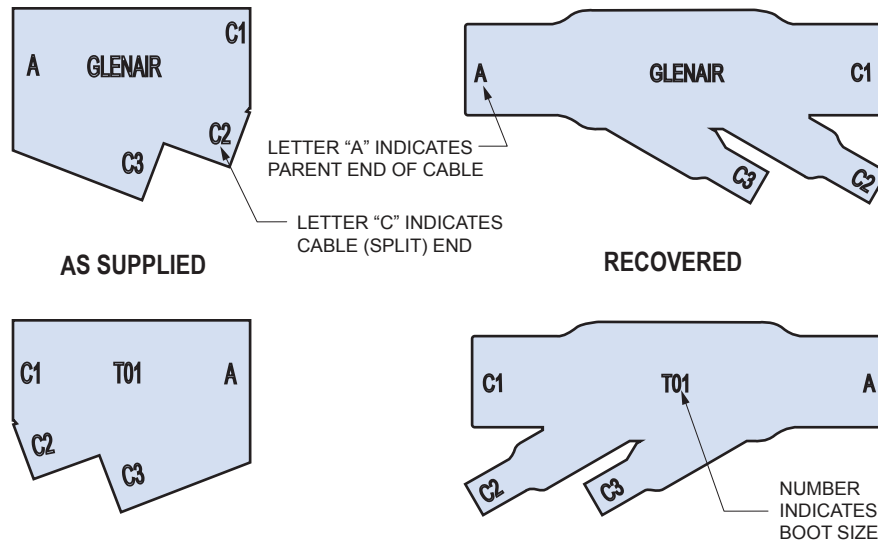 A
GLENAIR
C1
C2
C3
A
GLENAIR
C1
C3
C2
LETTER “A” INDICATES
PARENT END OF CABLE
LETTER “C” INDICATES
CABLE (SPLIT) END
AS SUPPLIED
RECOVERED
C1
T01
A
C2
C3
C1
T01
A
C2
C3
NUMBER
INDICATES
BOOT SIZE